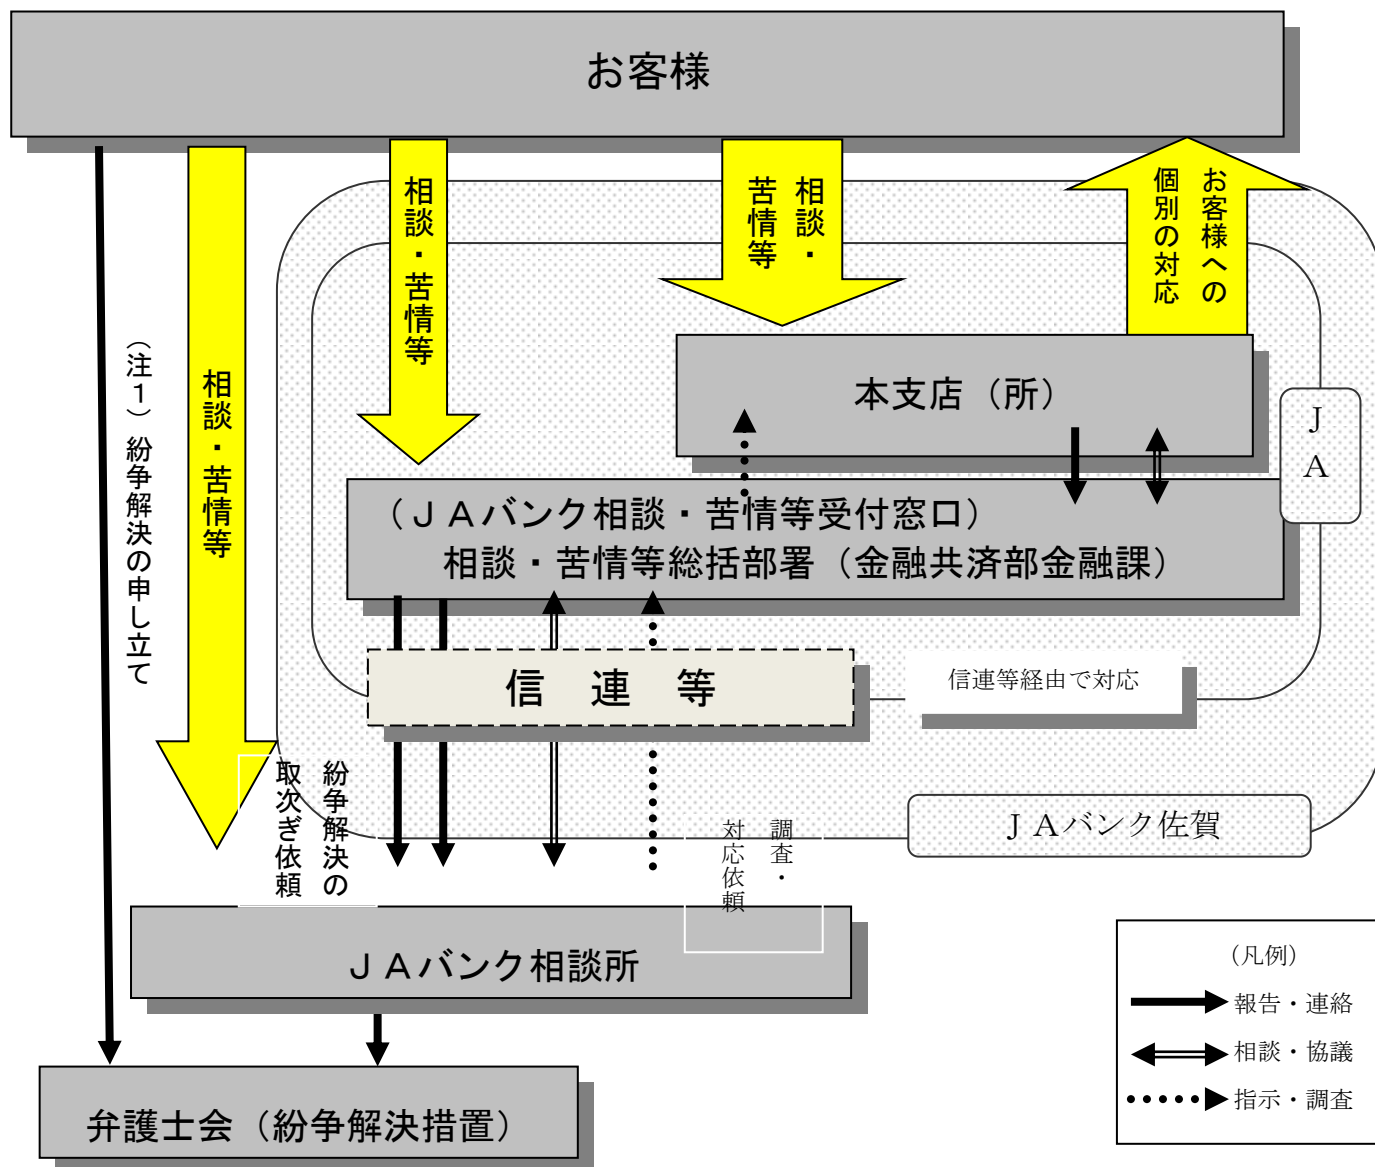 お客様
相談・苦情等
相談・
苦情等
お客様への
個別の対応
(注１)紛争解決の申し立て
相談・苦情等
本支店（所）
ＪＡ
（ＪＡバンク相談・苦情等受付窓口）
相談・苦情等総括部署（金融共済部金融課）
信　連　等
信連等経由で対応
紛争解決の
取次ぎ依頼
調査・
対応依頼
ＪＡバンク佐賀
ＪＡバンク相談所
弁護士会（紛争解決措置）
（凡例）
報告・連絡
相談・協議
指示・調査